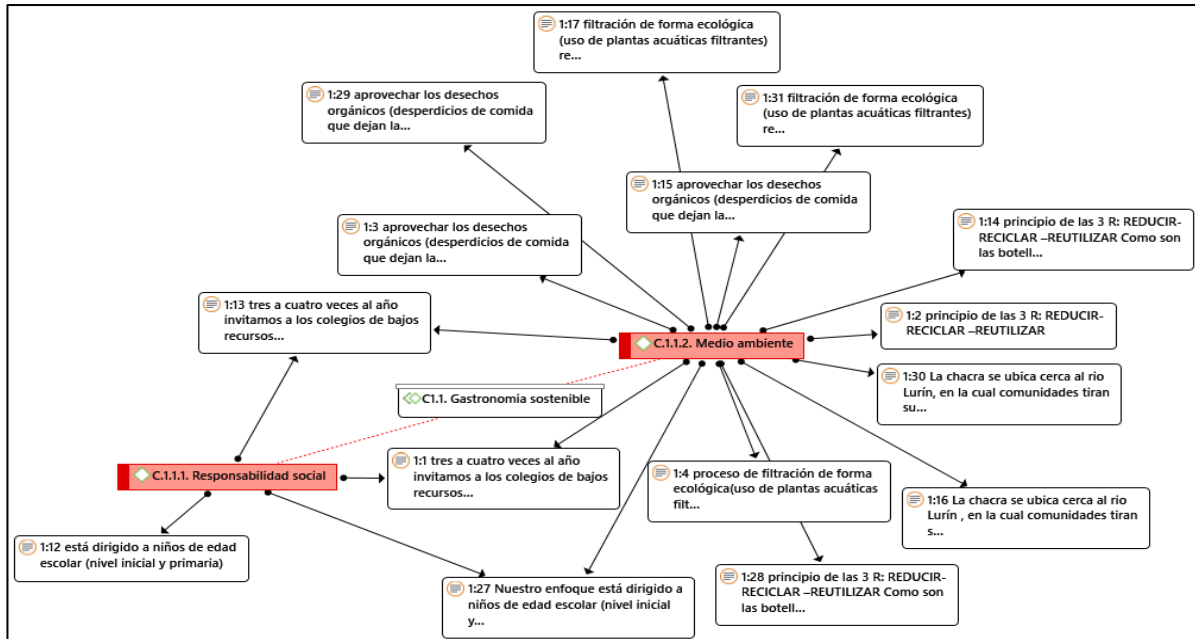 1:17 filtración de forma ecológica
(uso de plantas acuáticas filtrantes)
re...
1:29 aprovechar los desechos
orgánicos (desperdicios de comida
que dejan la...
1:31 filtración de forma ecológica
(uso de plantas acuáticas filtrantes)
re...
1:15 aprovechar los desechos
orgánicos (desperdicios de comida
que dejan la...
1:3 aprovechar los desechos
orgánicos (desperdicios de comida
que dejan la...
1:14 principio de las 3 R: REDUCIR-
RECICLAR –REUTILIZAR Como son
las botell...
1:13 tres a cuatro veces al año
invitamos a los colegios de bajos
recursos...
1:2 principio de las 3 R: REDUCIR-
RECICLAR –REUTILIZAR
C.1.1.2. Medio ambiente
1:30 La chacra se ubica cerca al rio
Lurín, en la cual comunidades tiran
su...
C1.1. Gastronomia sostenible
C.1.1.1. Responsabilidad social
1:1 tres a cuatro veces al año
invitamos a los colegios de bajos
recursos...
1:4 proceso de filtración de forma
ecológica(uso de plantas acuáticas
filt...
1:16 La chacra se ubica cerca al rio
Lurín , en la cual comunidades tiran
s...
1:12 está dirigido a niños de edad
escolar (nivel inicial y primaria)
1:27 Nuestro enfoque está dirigido a
niños de edad escolar (nivel inicial
y...
1:28 principio de las 3 R: REDUCIR-
RECICLAR –REUTILIZAR Como son
las botell...